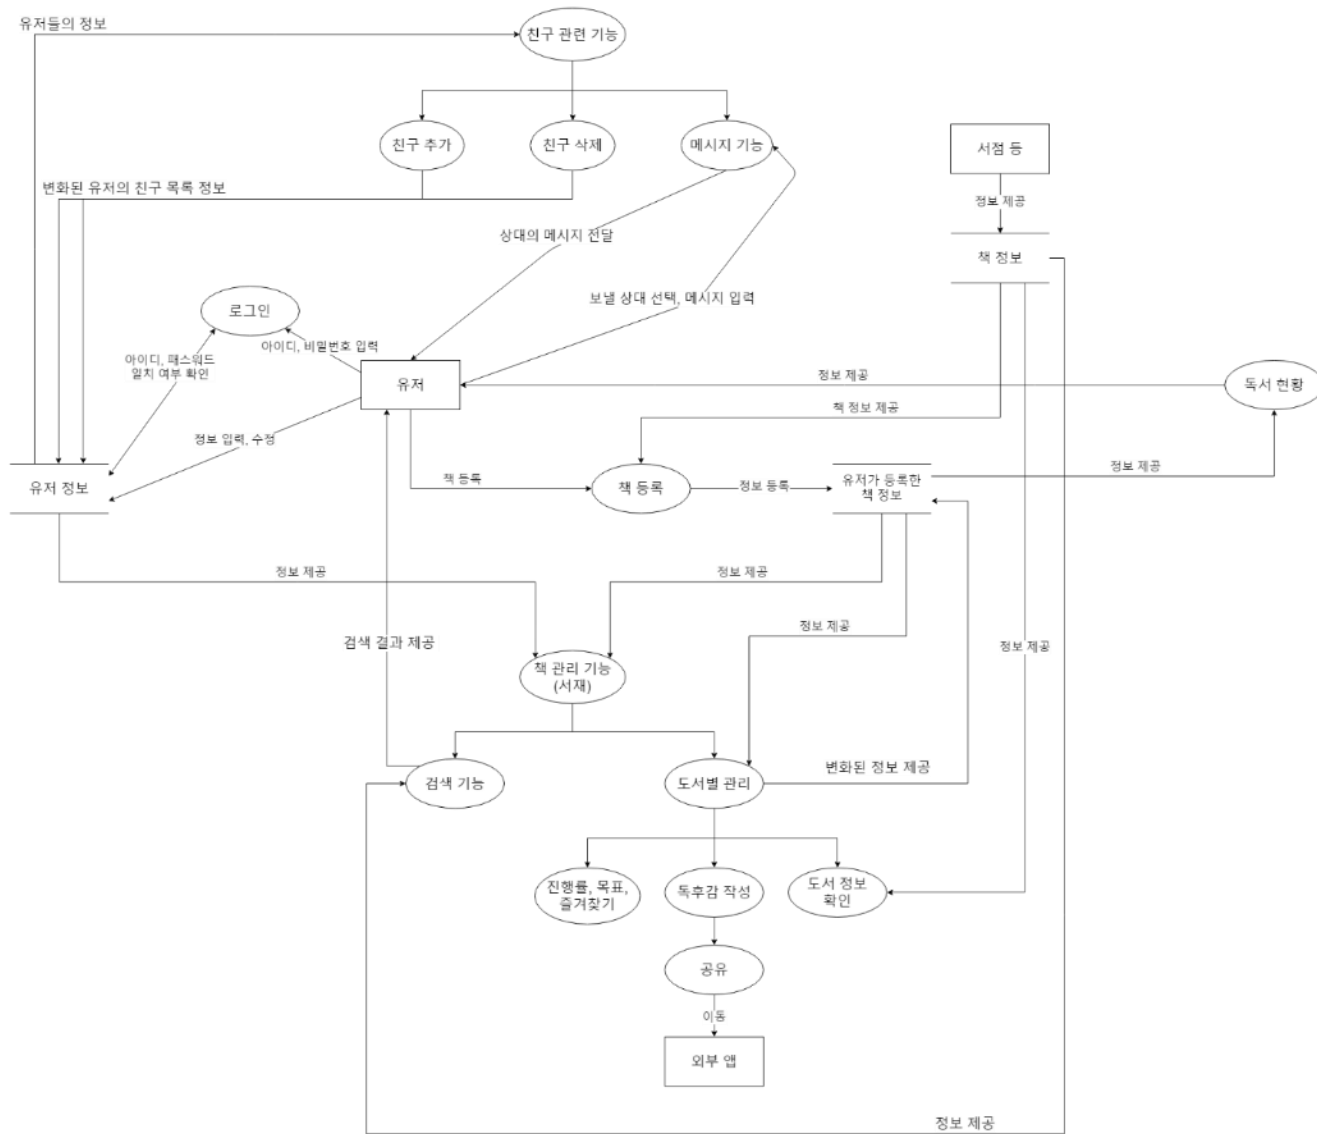 유저들의 정보
친구 관련 기능
친구 추가
친구 삭제
메시지 기능
서점 등
변화된 유저의 친구 목록 정보
정보 제공
상대의 메시지 전달
책 정보
보낼 상대 선택, 메시지 입력
로그인
아이디, 비밀번호 입력
아이디, 패스워드
일치 여부 확인
유저
정보 제공
독서 현황
책 정보 제공
정보 입력, 수정
유저 정보
책 등록
책 등록
정보 등록
유저가 등록한
책 정보
정보 제공
정보 제공
정보 제공
정보 제공
검색 결과 제공
정보 제공
책 관리 기능
(서재)
검색 기능
도서별 관리
변화된 정보 제공
진행률, 목표,
즐겨찾기
독후감 작성
도서 정보
확인
공유
이동
외부 앱
정보 제공